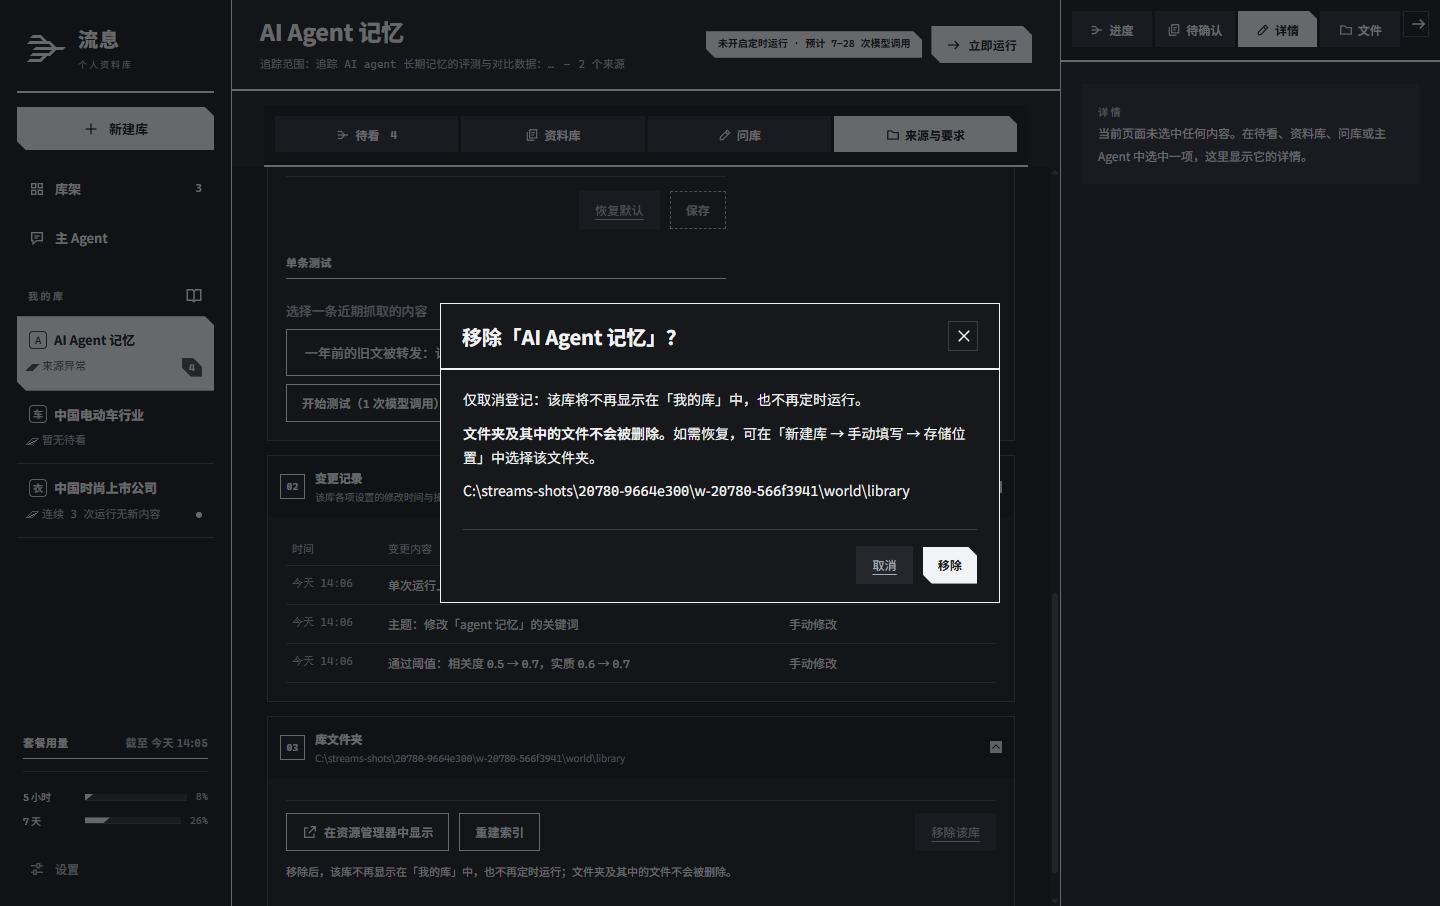 流息
个人资料库
新建库
库架 3
主 Agent
我的库
A AI Agent 记忆
来源异常 4
车 中国电动车行业
暂无待看
衣 中国时尚上市公司
连续 3 次运行无新内容
套餐用量 截至 今天 14:05
5 小时 8%
7 天 26%
设置
AI Agent 记忆
追踪范围：追踪 AI agent 长期记忆的评测与对比数据：… — 2 个来源
未开启定时运行 · 预计 7–28 次模型调用
立即运行
待看 4
资料库
问库
来源与要求
恢复默认
保存
单条测试
选择一条近期抓取的内容
一年前的旧文被转发：
开始测试（1 次模型调用）
02 变更记录
该库各项设置的修改时间与
时间 变更内容
今天 14:06 单次运行
今天 14:06 主题：修改「agent 记忆」的关键词 手动修改
今天 14:06 通过阈值：相关度 0.5 → 0.7，实质 0.6 → 0.7 手动修改
03 库文件夹
C:\streams-shots\20780-9664e300\w-20780-566f3941\world\library
在资源管理器中显示
重建索引
移除该库
移除后，该库不再显示在「我的库」中，也不再定时运行；文件夹及其中的文件不会被删除。
移除「AI Agent 记忆」？
仅取消登记：该库将不再显示在「我的库」中，也不再定时运行。
文件夹及其中的文件不会被删除。如需恢复，可在「新建库 → 手动填写 → 存储位
置」中选择该文件夹。
C:\streams-shots\20780-9664e300\w-20780-566f3941\world\library
取消
移除
进度
待确认
详情
文件
详情
当前页面未选中任何内容。在待看、资料库、问库或主
Agent 中选中一项，这里显示它的详情。